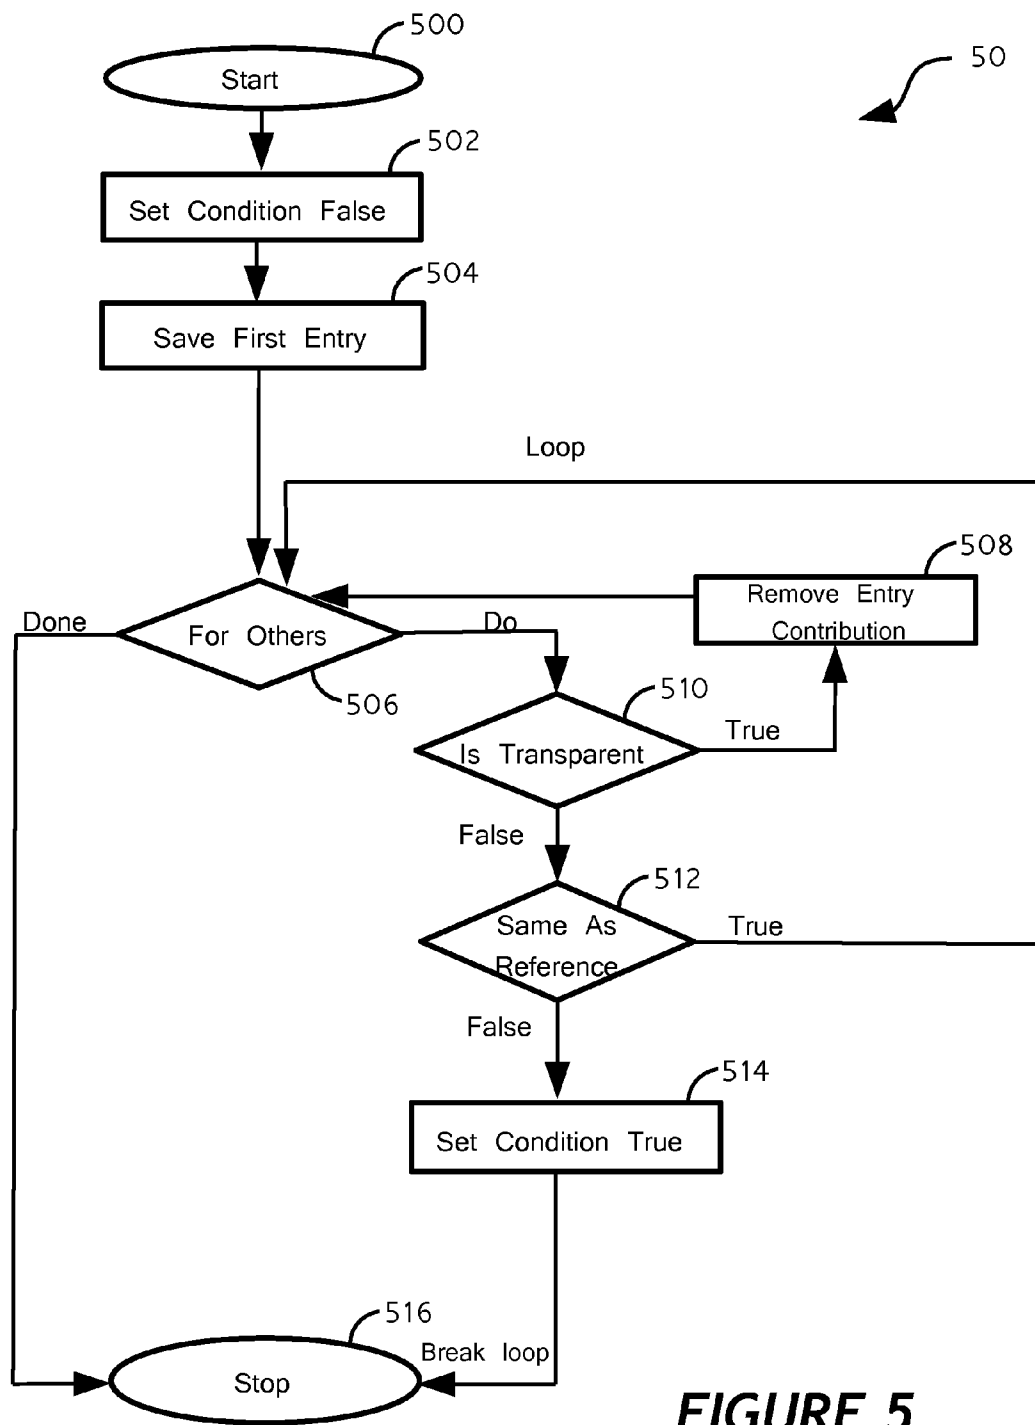 500
50
Start
502
Set Condition False
504
Save First Entry
Loop
508
Remove Entry
Contribution
Done
For Others
Do
506
510
Is Transparent
True
False
512
Same As
Reference
True
False
514
Set Condition True
516
Break loop
Stop
FIGURE 5